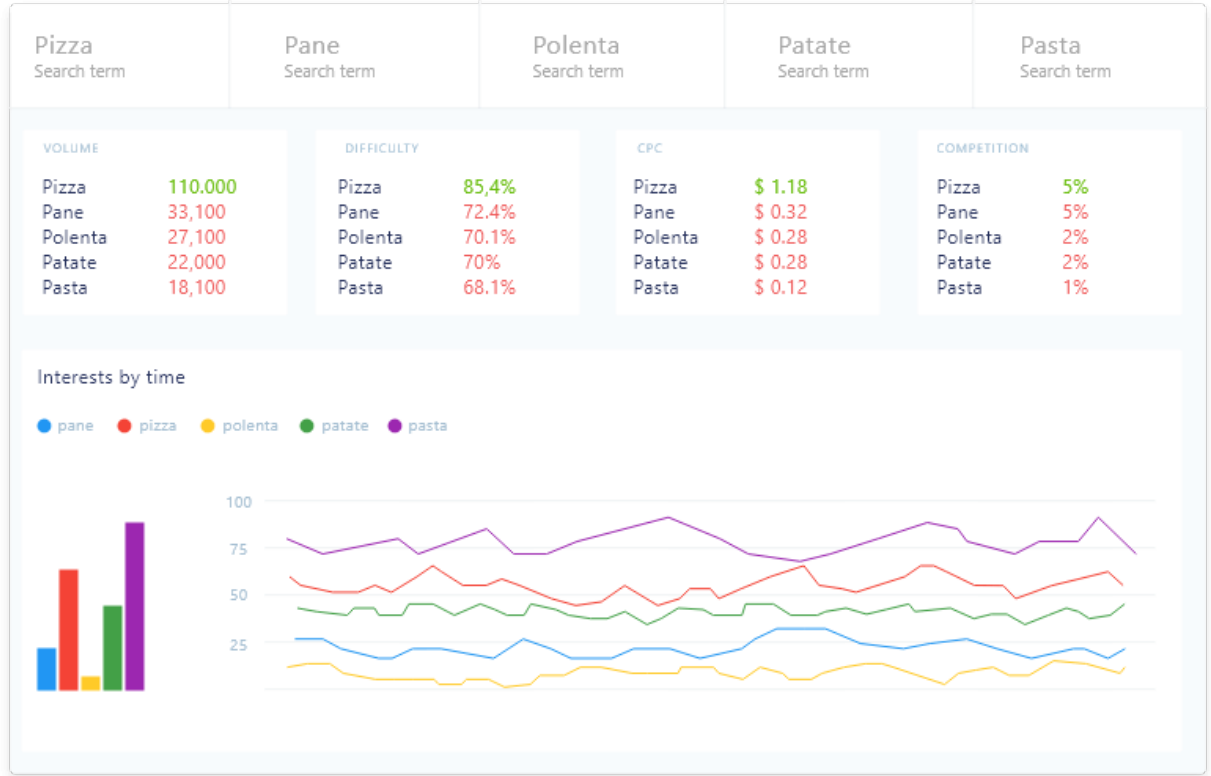 Pizza Pane Polenta Patate Pasta
Search term Search term Search term Search term Search term
VOLUME
Pizza 110.000
Pane 33,100
Polenta 27,100
Patate 22,000
Pasta 18,100
DIFFICULTY
Pizza 85,4%
Pane 72.4%
Polenta 70.1%
Patate 70%
Pasta 68.1%
CPC
Pizza $ 1.18
Pane $ 0.32
Polenta $ 0.28
Patate $ 0.28
Pasta $ 0.12
COMPETITION
Pizza 5%
Pane 5%
Polenta 2%
Patate 2%
Pasta 1%
Interests by time
pane pizza polenta patate pasta
100
75
50
25